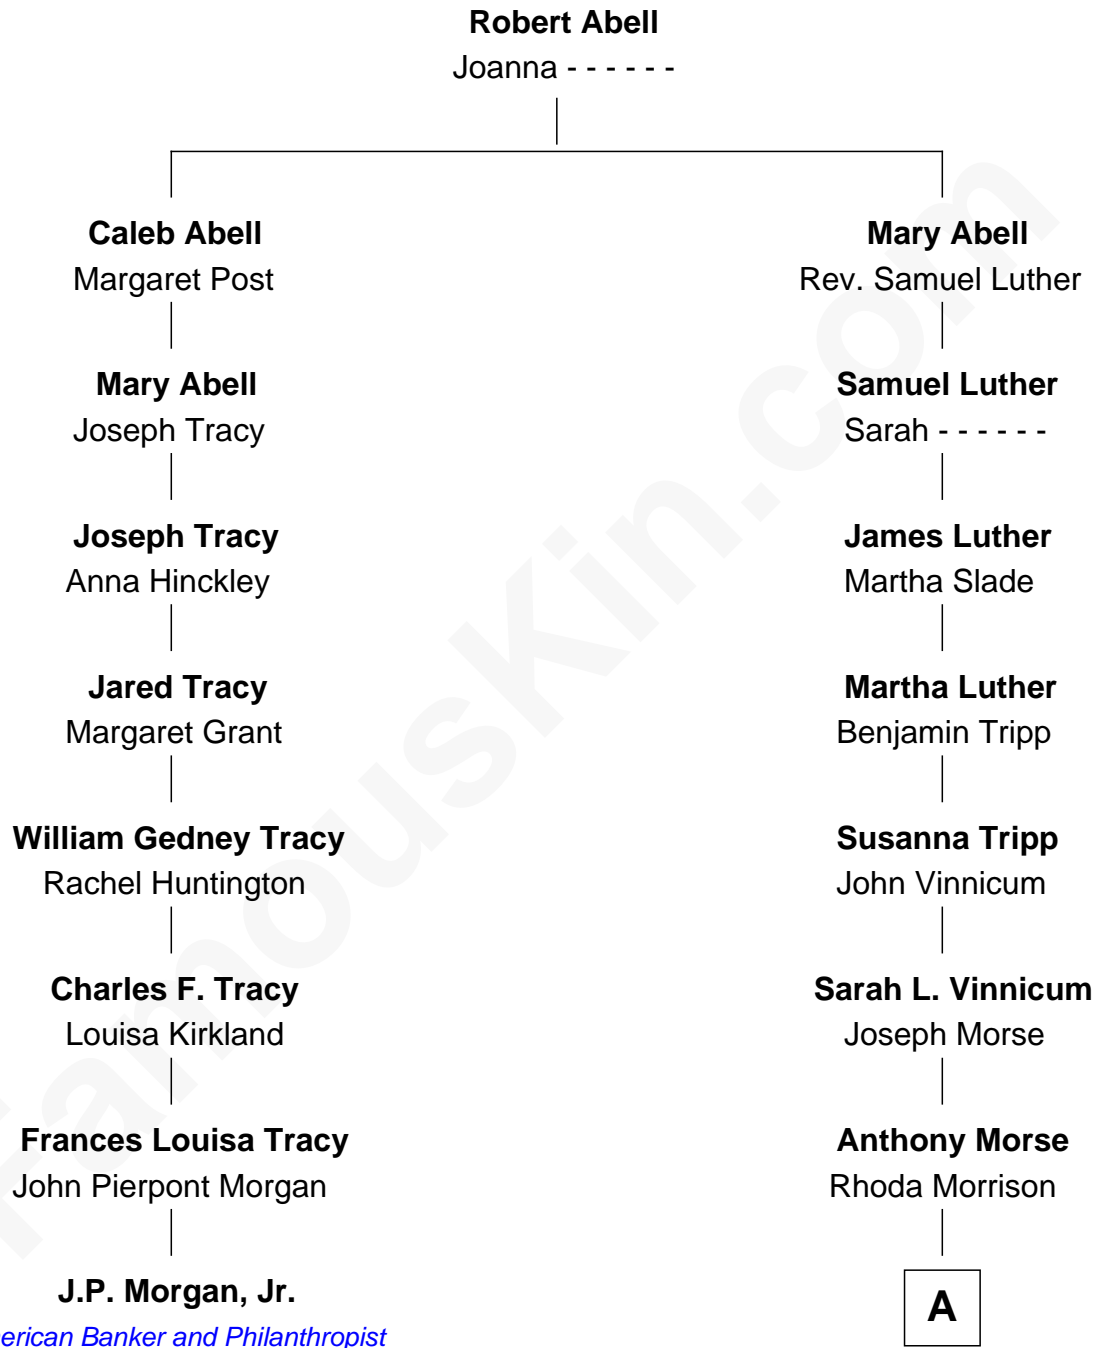 Robert Abell
Joanna - - - - - -
Caleb Abell
Margaret Post
Mary Abell
Rev. Samuel Luther
Mary Abell
Joseph Tracy
Samuel Luther
Sarah - - - - - -
Joseph Tracy
Anna Hinckley
James Luther
Martha Slade
Jared Tracy
Margaret Grant
Martha Luther
Benjamin Tripp
William Gedney Tracy
Rachel Huntington
Susanna Tripp
John Vinnicum
Charles F. Tracy
Louisa Kirkland
Sarah L. Vinnicum
Joseph Morse
Frances Louisa Tracy
John Pierpont Morgan
Anthony Morse
Rhoda Morrison
J.P. Morgan, Jr.
erican Banker and Philanthropist
A
FamousKin.com